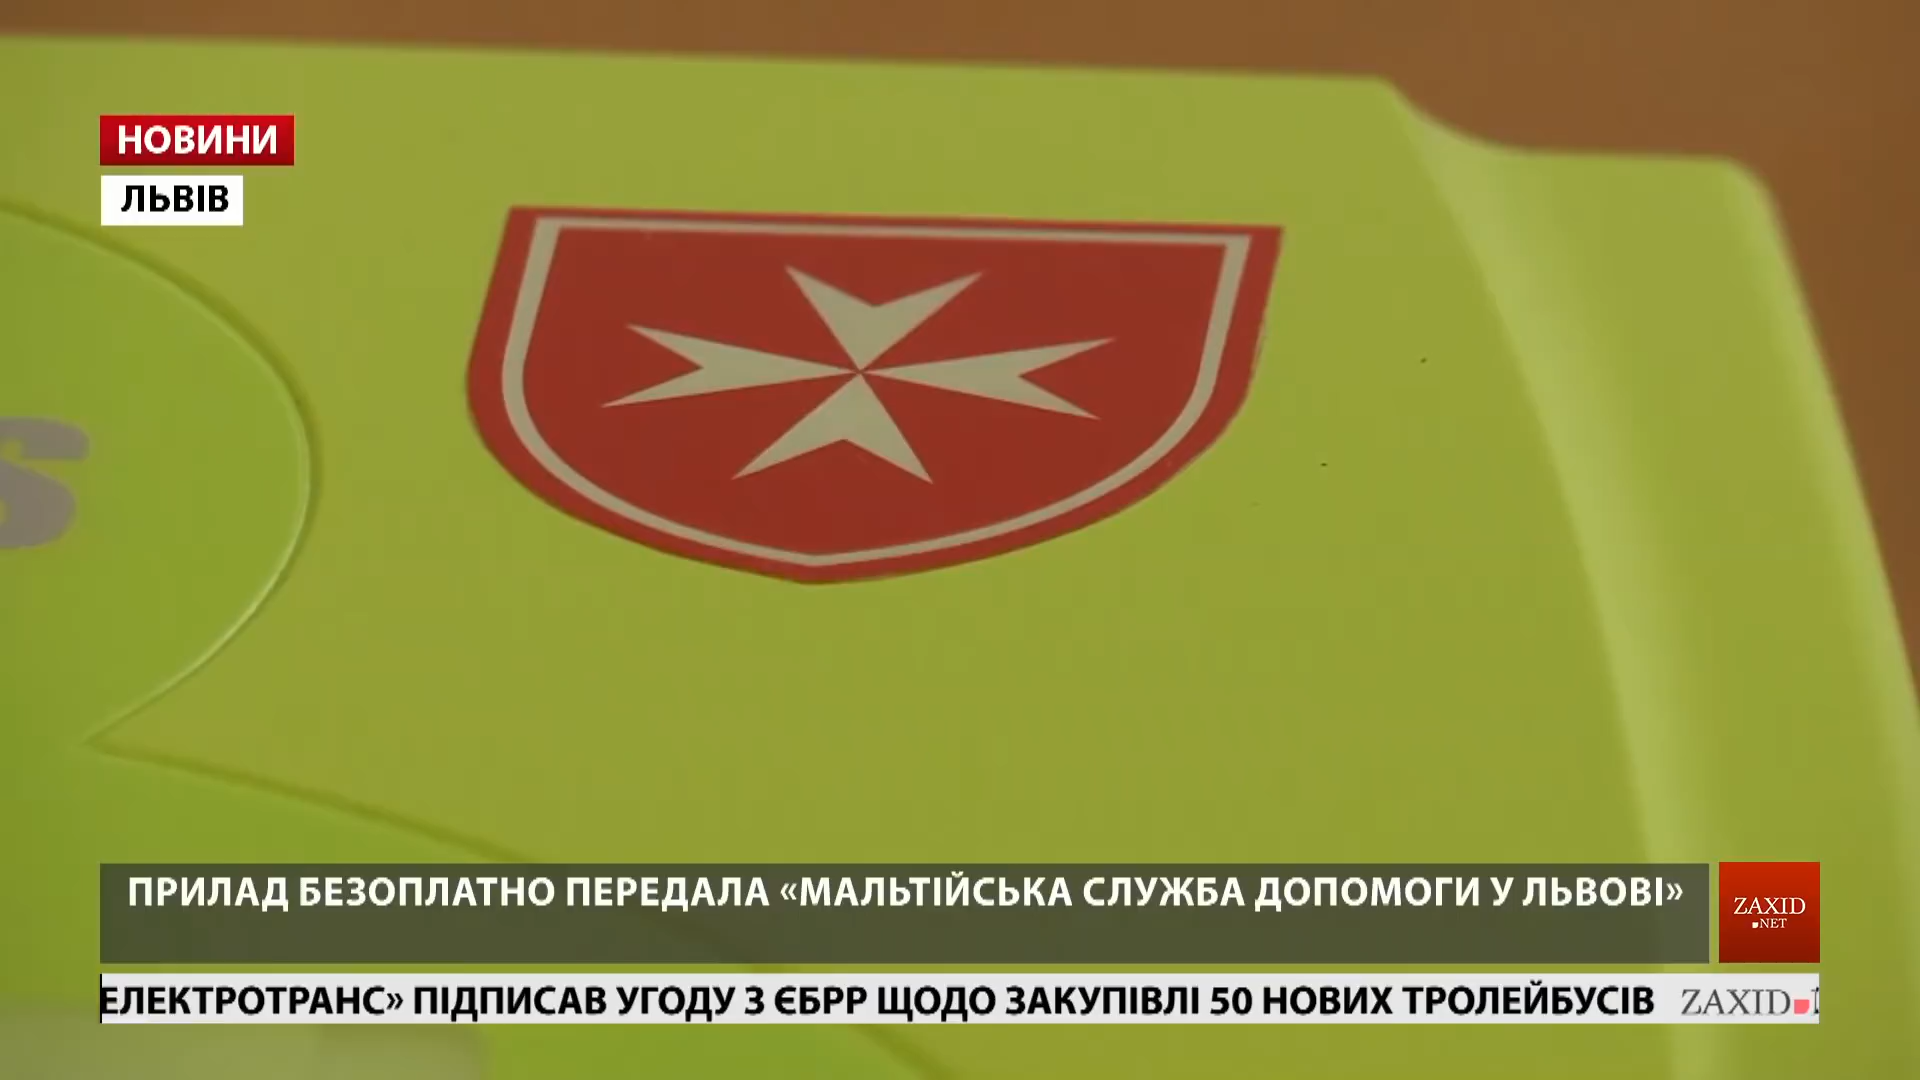 НОВИНИ
ЛЬВІВ
S
ПРИЛАД БЕЗОПЛАТНО ПЕРЕДАЛА «МАЛЬТІЙСЬКА СЛУЖБА ДОПОМОГИ У ЛЬВОВІ»
ZAXID
.NET
ЕЛЕКТРОТРАНС» ПІДПИСАВ УГОДУ З ЄБРР ЩОДО ЗАКУПІВЛІ 50 НОВИХ ТРОЛЕЙБУСІВ ZAXID.